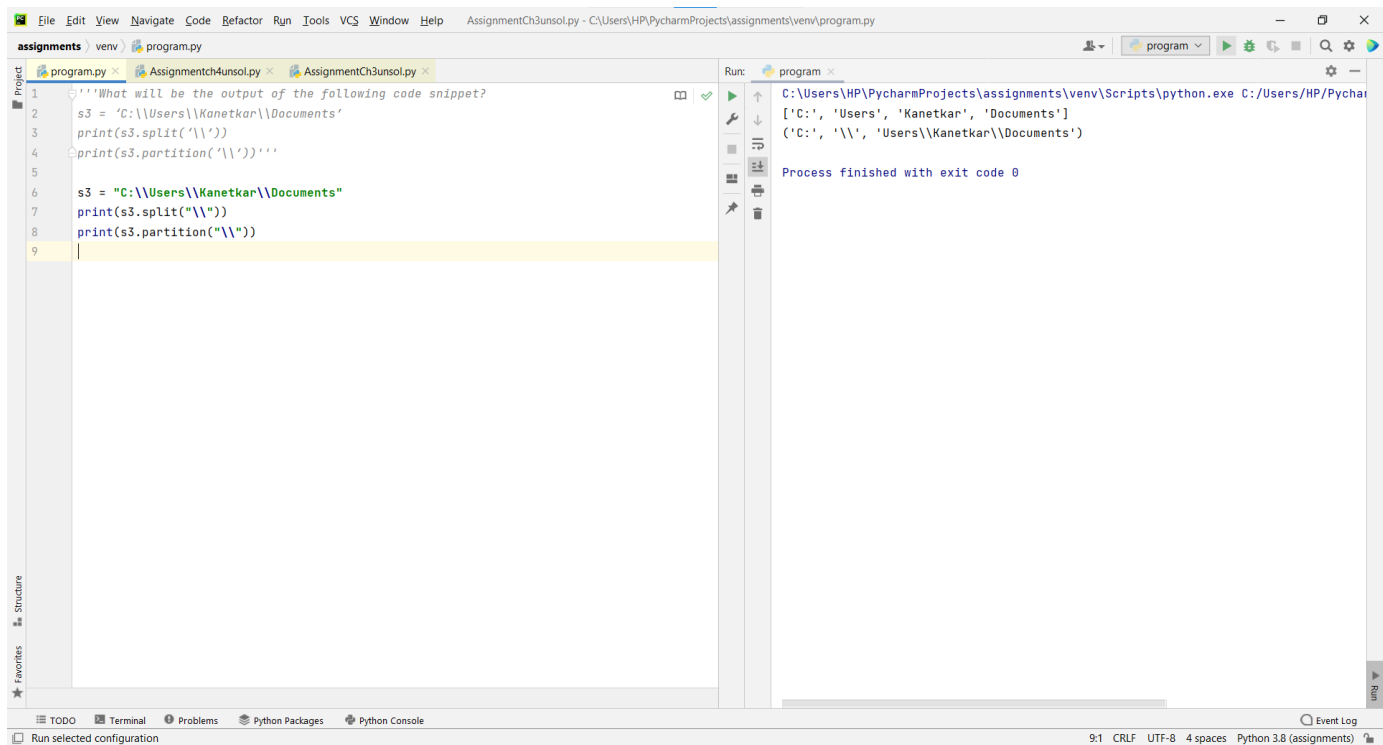 File Edit View Navigate Code Refactor Run Tools VCS Window Help AssignmentCh3unsol.py - C:\Users\HP\PycharmProjects\assignments\venv\program.py
assignments venv program.py program
Project
program.py Assignmentch4unsol.py AssignmentCh3unsol.py
1 '''What will be the output of the following code snippet?
2 s3 = ‘C:\\Users\\Kanetkar\\Documents’
3 print(s3.split(‘\\’))
4 print(s3.partition(‘\\’))'''
5
6 s3 = "C:\\Users\\Kanetkar\\Documents"
7 print(s3.split("\\"))
8 print(s3.partition("\\"))
9
Run: program
C:\Users\HP\PycharmProjects\assignments\venv\Scripts\python.exe C:/Users/HP/Pychar
['C:', 'Users', 'Kanetkar', 'Documents']
('C:', '\\', 'Users\\Kanetkar\\Documents')
Process finished with exit code 0
Structure
Favorites
Run
TODO Terminal Problems Python Packages Python Console Event Log
Run selected configuration 9:1 CRLF UTF-8 4 spaces Python 3.8 (assignments)